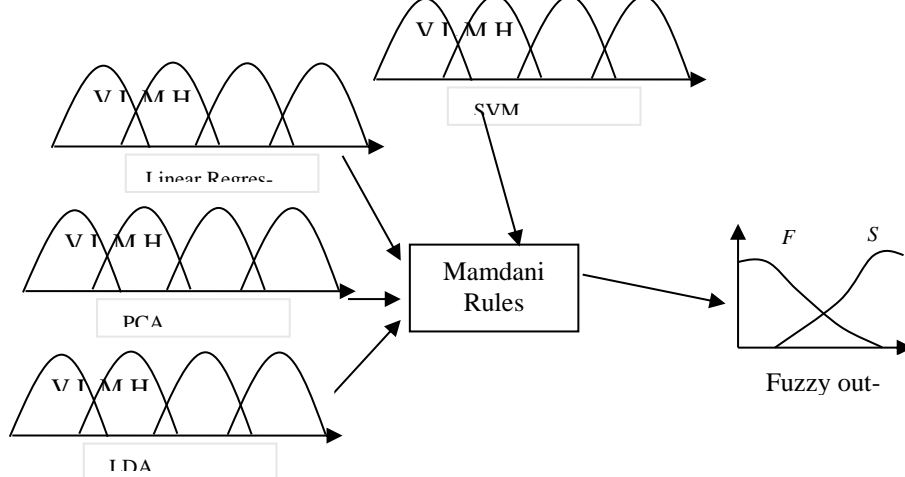 V L M H
SVM
V L M H
Linear Regres-
V L M H
PCA
Mamdani
Rules
F
S
Fuzzy out-
V L M H
LDA